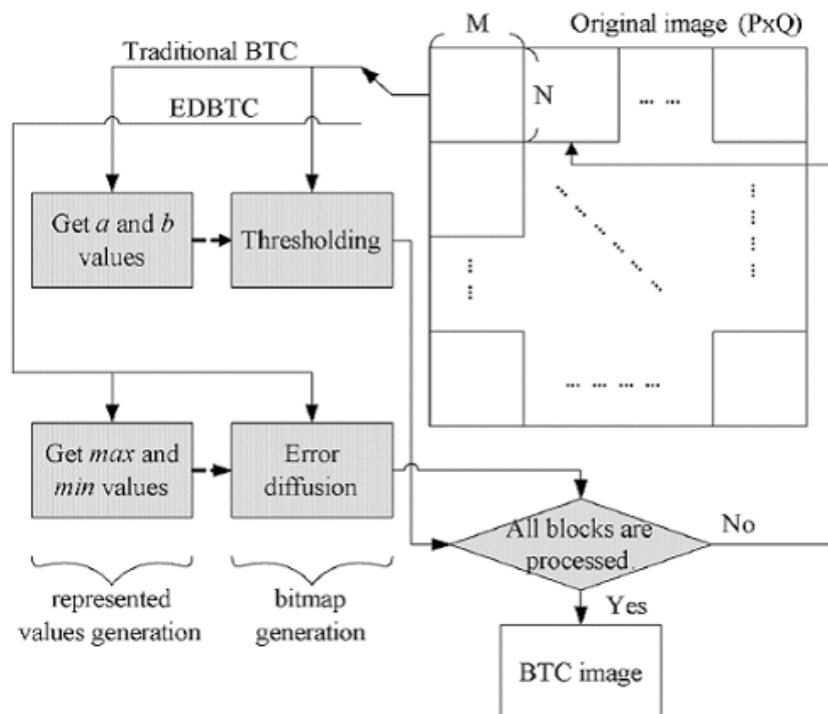 M
Original image (PxQ)
Traditional BTC
N
... ...
EDBTC
Get a and b
values
Thresholding
... ... ... ...
Get max and
min values
Error
diffusion
All blocks are
processed.
No
represented
values generation
bitmap
generation
Yes
BTC image